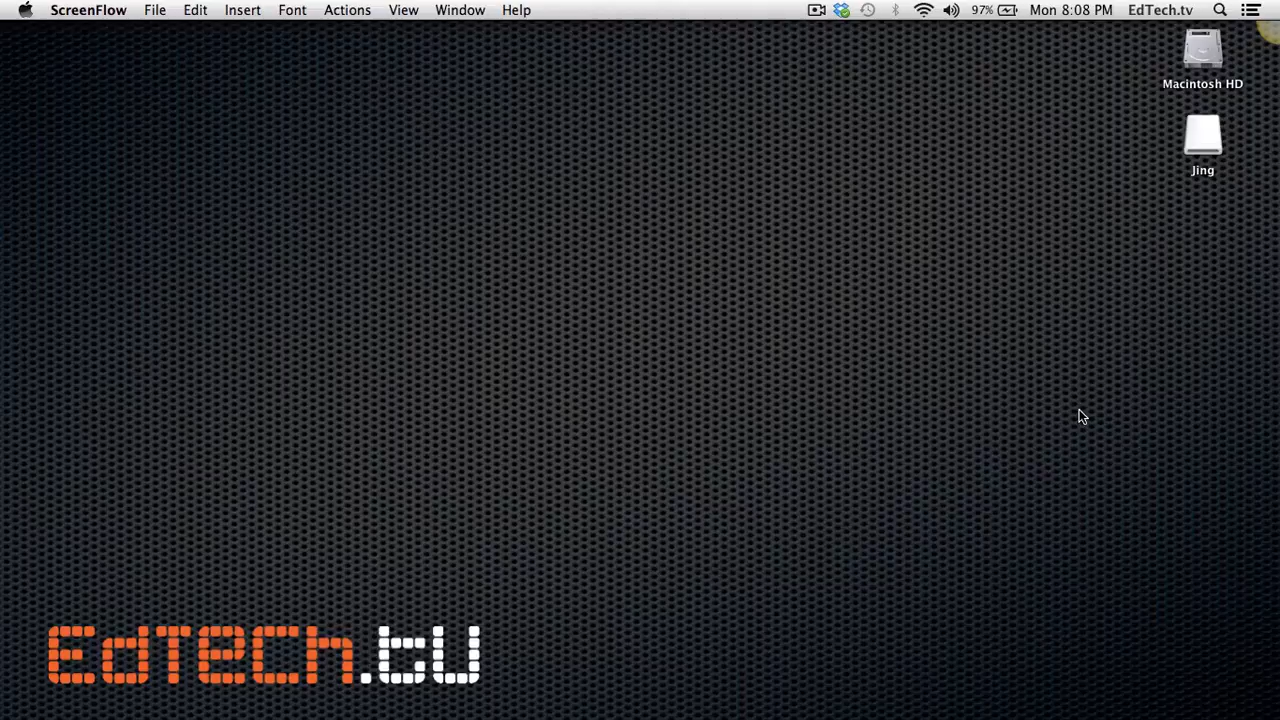 ScreenFlow File Edit Insert Font Actions View Window Help 97% Mon 8:08 PM EdTech.tv
Macintosh HD
Jing
EdTECh.tv